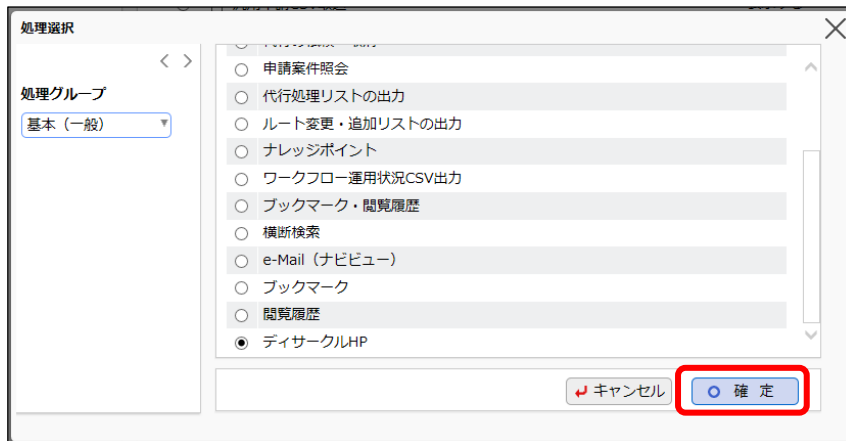 処理選択
処理グループ
基本（一般）
申請案件照会
代行処理リストの出力
ルート変更・追加リストの出力
ナレッジポイント
ワークフロー運用状況CSV出力
ブックマーク・閲覧履歴
横断検索
e-Mail（ナビビュー）
ブックマーク
閲覧履歴
ディサークルHP
キャンセル
確 定